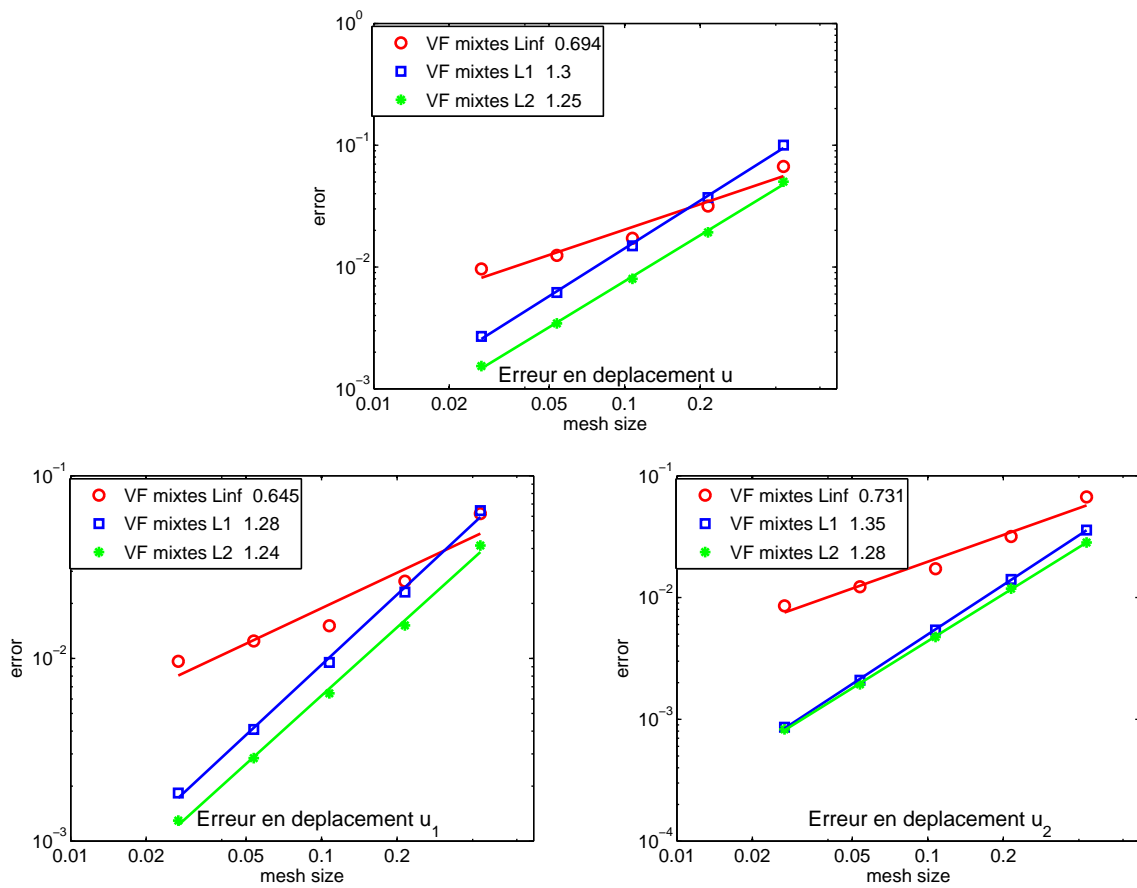 10^0
10^-1
10^-2
10^-3
error
VF mixtes Linf 0.694
VF mixtes L1 1.3
VF mixtes L2 1.25
Erreur en deplacement u
0.01 0.02 0.05 0.1 0.2
mesh size
10^-1
10^-2
10^-3
error
VF mixtes Linf 0.645
VF mixtes L1 1.28
VF mixtes L2 1.24
Erreur en deplacement u_1
0.01 0.02 0.05 0.1 0.2
mesh size
10^-1
10^-2
10^-3
10^-4
error
VF mixtes Linf 0.731
VF mixtes L1 1.35
VF mixtes L2 1.28
Erreur en deplacement u_2
0.01 0.02 0.05 0.1 0.2
mesh size